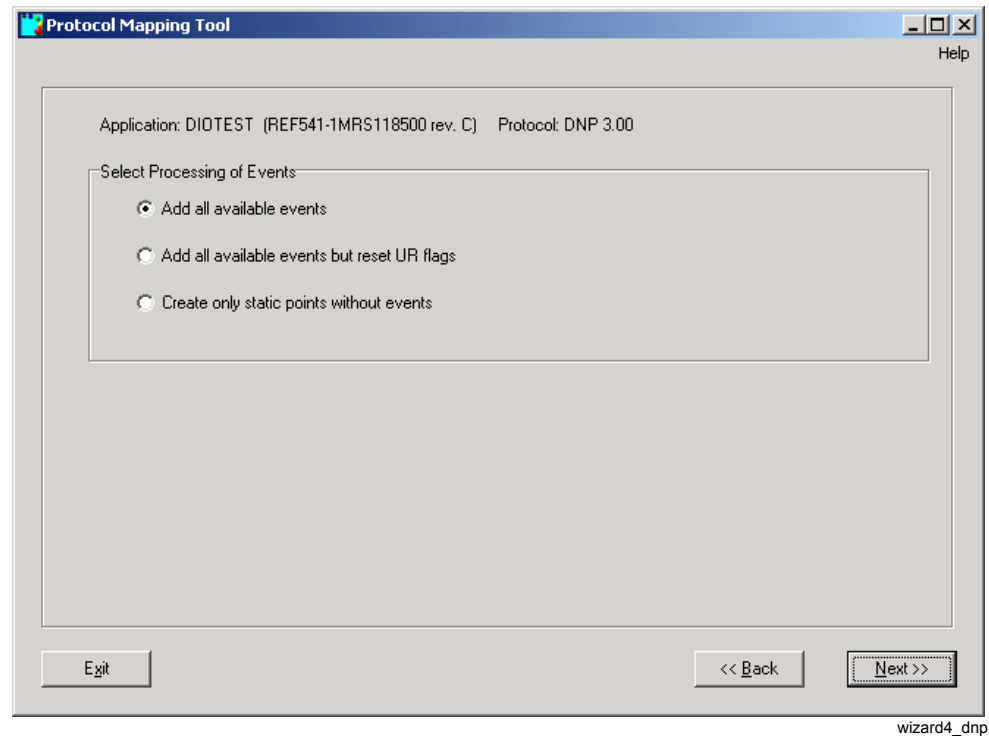 Protocol Mapping Tool
Help
Application: DIOTEST (REF541-1MRS118500 rev. C) Protocol: DNP 3.00
Select Processing of Events
Add all available events
Add all available events but reset UR flags
Create only static points without events
Exit
<< Back
Next >>
wizard4_dnp